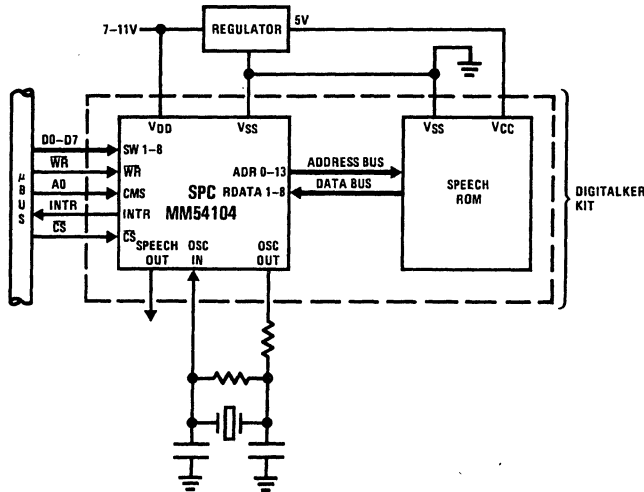 7–11V
REGULATOR
5V
VDD
VSS
VSS
VCC
μBUS
D0–D7
SW 1–8
WR
WR
A0
CMS
INTR
INTR
CS
CS
SPC
MM54104
ADR 0–13
RDATA 1–8
ADDRESS BUS
DATA BUS
SPEECH
ROM
DIGITALKER
KIT
SPEECH
OUT
OSC
IN
OSC
OUT